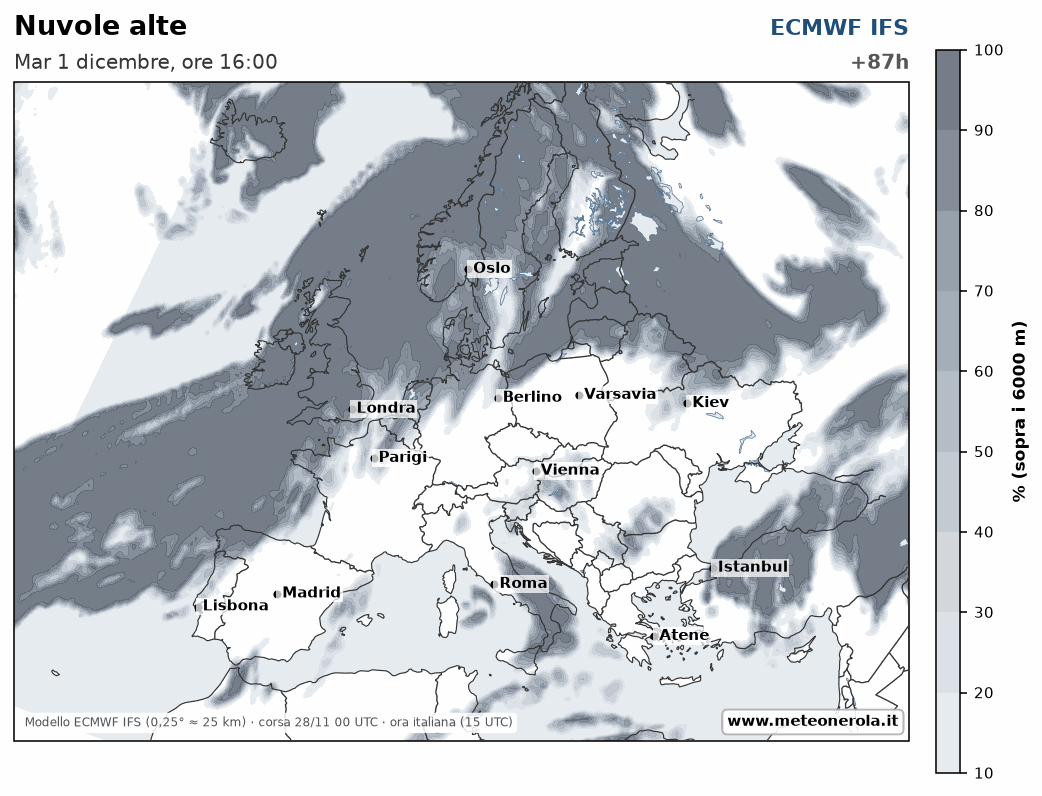 Nuvole alte
ECMWF IFS
Mar 1 dicembre, ore 16:00
+87h
100
90
80
70
60
50
40
30
20
10
% (sopra i 6000 m)
Oslo
Berlino
Varsavia
Kiev
Londra
Parigi
Vienna
Istanbul
Roma
Madrid
Lisbona
Atene
Modello ECMWF IFS (0,25° ≈ 25 km) · corsa 28/11 00 UTC · ora italiana (15 UTC)
www.meteonerola.it